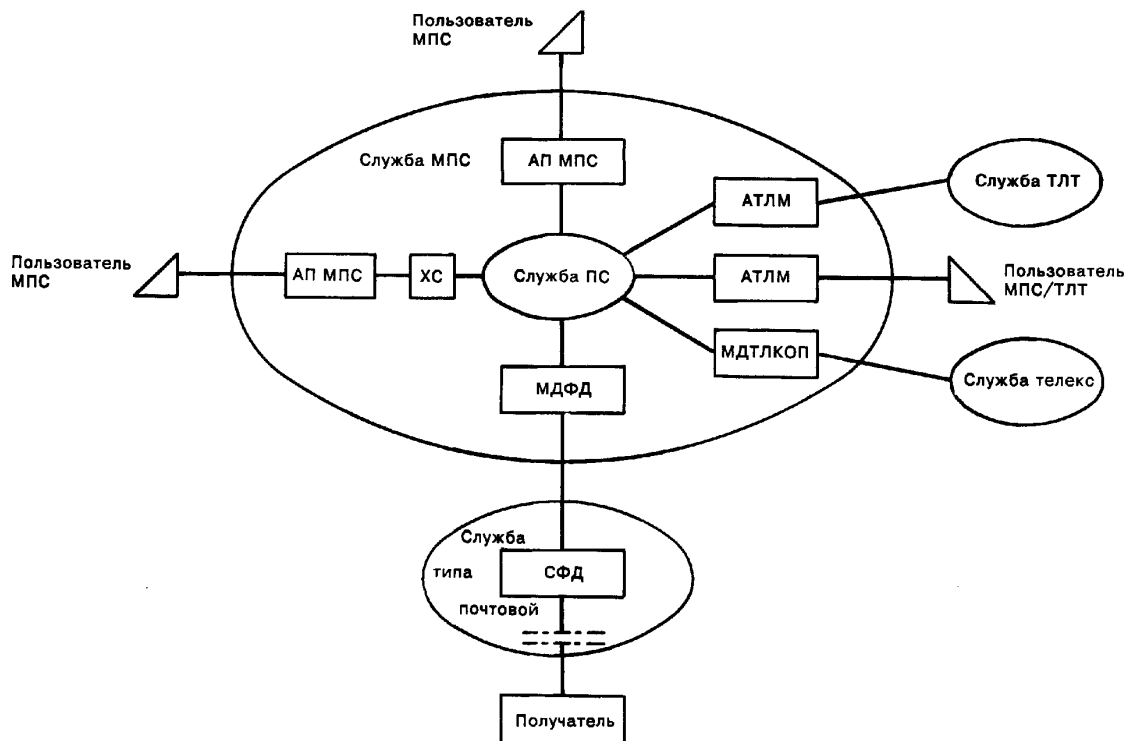 Пользователь
МПС
Служба МПС
АП МПС
АТЛМ
Служба ТЛТ
Пользователь
МПС
АП МПС
ХС
Служба ПС
АТЛМ
Пользователь
МПС/ТЛТ
МДТЛКОП
Служба телекс
МДФД
Служба
типа
СФД
почтовой
Получатель